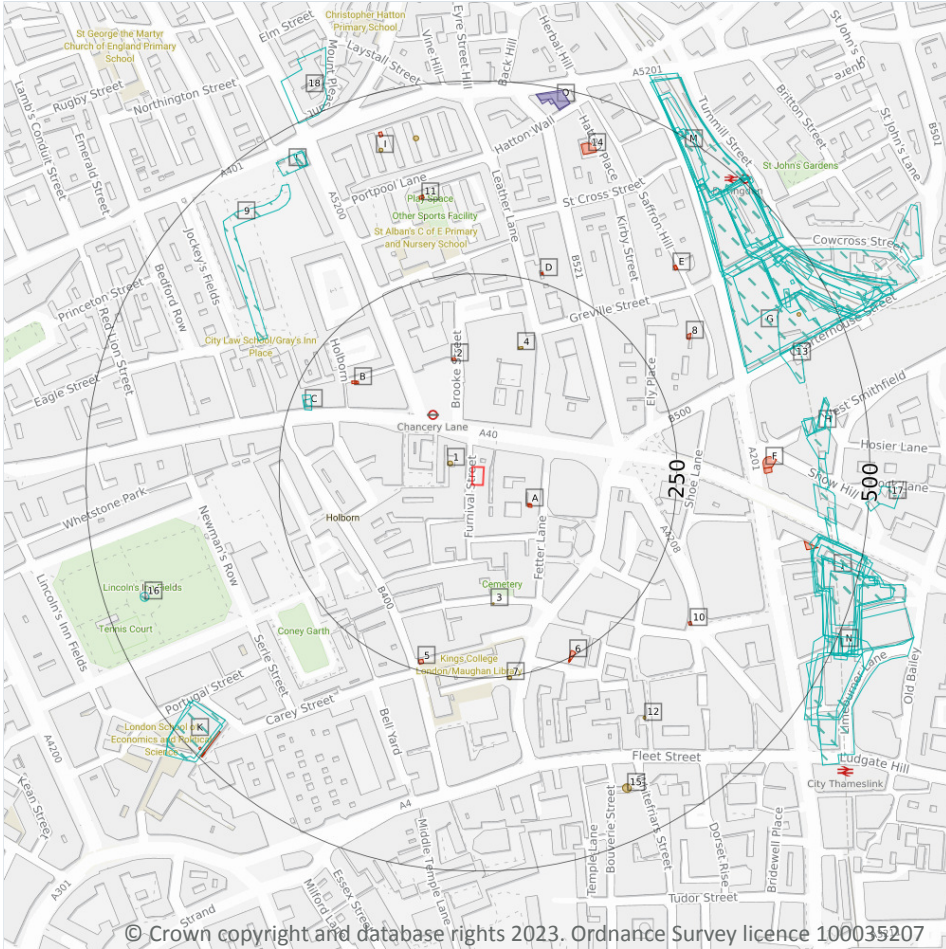 Elm Street
Christopher Hatton
Primary School
St George the Martyr
Church of England Primary
School
Laystall Street
Mount Pleasant
Vine Hill
Eyre Street Hill
Back Hill
Herbal Hill
A5201
St John's Square
Lamb's Conduit Street
Rugby Street
Northington Street
Emerald Street
18
Hatton Wall
14
M
Turnmill Street
Britton Street
St John's Lane
B501
A401
I
Portpool Lane
A5200
11
Play Space
Other Sports Facility
St Alban's C of E Primary
and Nursery School
Leather Lane
St Cross Street
St John's Gardens
9
Jockey's Fields
Bedford Row
Princeton Street
Red Lion Street
Kirby Street
Saffron Hill
E
D
B521
Cowcross Street
Greville Street
G
Charterhouse Street
13
City Law School/Gray's Inn
Place
Eagle Street
Holborn
Brooke Street
2
4
8
B
C
Ely Place
Chancery Lane
A40
B500
West Smithfield
H
Hosier Lane
1
Furnival Street
A201
F
Snow Hill
17
250
500
Shoe Lane
Whetstone Park
Newman's Row
Holborn
A
Fetter Lane
A4208
Lincoln's Inn Fields
Lincoln's Inn Fields
16
Tennis Court
Cemetery
3
B400
Coney Garth
Serle Street
10
N
Limeburner Lane
Old Bailey
5
6
7
Kings College
London/Maughan Library
Portugal Street
Carey Street
K
London School of
Economics and Political
Science
Bell Yard
12
Fleet Street
Ludgate Hill
City Thameslink
A4200
Kean Street
A4
15
Whitefriars Street
Bouverie Street
Temple Lane
Dorset Rise
Bridewell Place
Middle Temple Lane
Essex Street
Milford Lane
A301
Strand
Tudor Street
© Crown copyright and database rights 2023. Ordnance Survey licence 100035207